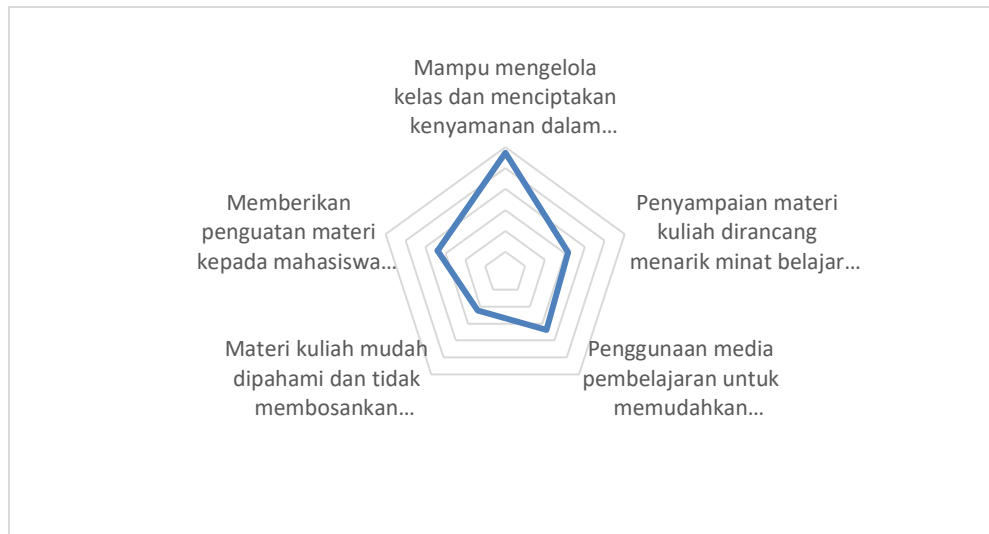 Mampu mengelola
kelas dan menciptakan
kenyamanan dalam…
Penyampaian materi
kuliah dirancang
menarik minat belajar…
Penggunaan media
pembelajaran untuk
memudahkan…
Materi kuliah mudah
dipahami dan tidak
membosankan…
Memberikan
penguatan materi
kepada mahasiswa…